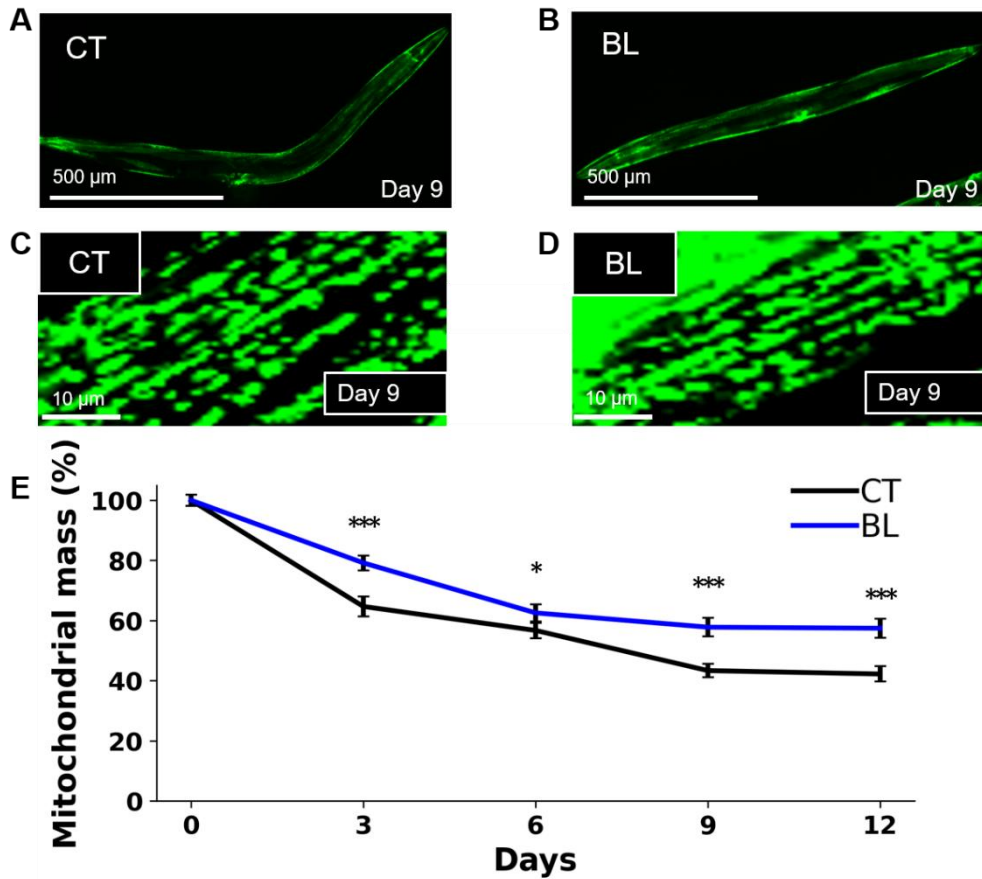 A
CT
500 µm
Day 9
B
BL
500 µm
Day 9
C
CT
10 µm
Day 9
D
BL
10 µm
Day 9
E
Mitochondrial mass (%)
100
80
60
40
20
0
***
*
***
***
CT
BL
0 3 6 9 12
Days